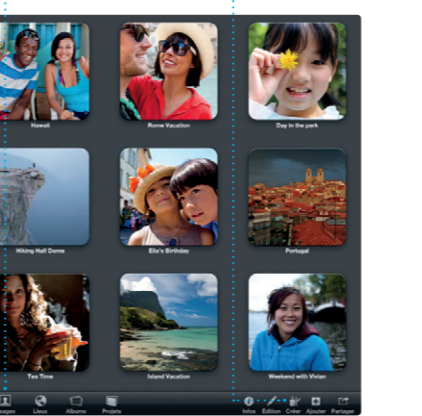 Hawaii
Rome Vacation
Day in the park
Hiking Half Dome
Ella's Birthday
Portugal
Tea Time
Island Vacation
Weekend with Vivian
Lieux
Albums
Projets
Infos
Édition
Créer
Ajouter
Partager